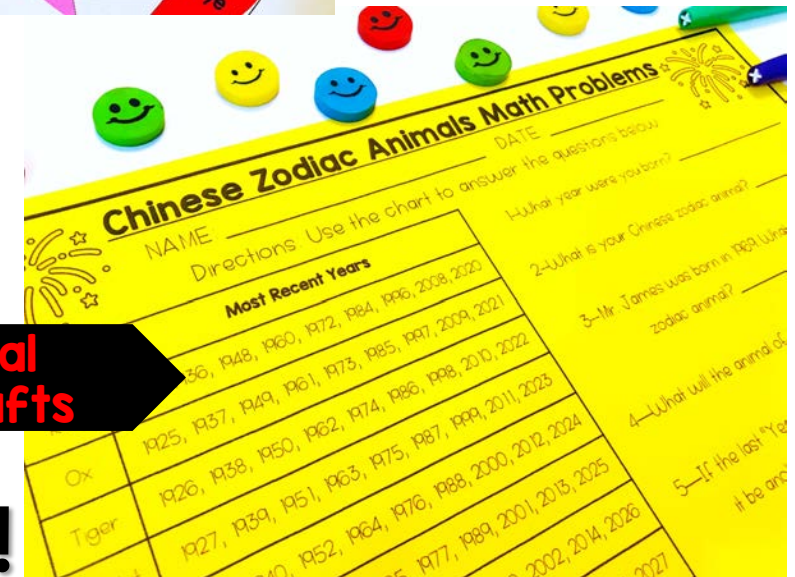 Chinese Zodiac Animals Math Problems
NAME DATE
Directions: Use the chart to answer the questions below
Most Recent Years
36, 1948, 1960, 1972, 1984, 1996, 2008, 2020
Ox 1925, 1937, 1949, 1961, 1973, 1985, 1997, 2009, 2021
Tiger 1926, 1938, 1950, 1962, 1974, 1986, 1998, 2010, 2022
1927, 1939, 1951, 1963, 1975, 1987, 1999, 2011, 2023
1952, 1964, 1976, 1988, 2000, 2012, 2024
1977, 1989, 2001, 2013, 2025
2002, 2014, 2026
2027
1-What year were you born?
2-What is your Chinese zodiac animal?
3-Mr. James was born in 1969. What
zodiac animal?
4-What will the animal of
5-If the last "Ye
it be
al
fts
!